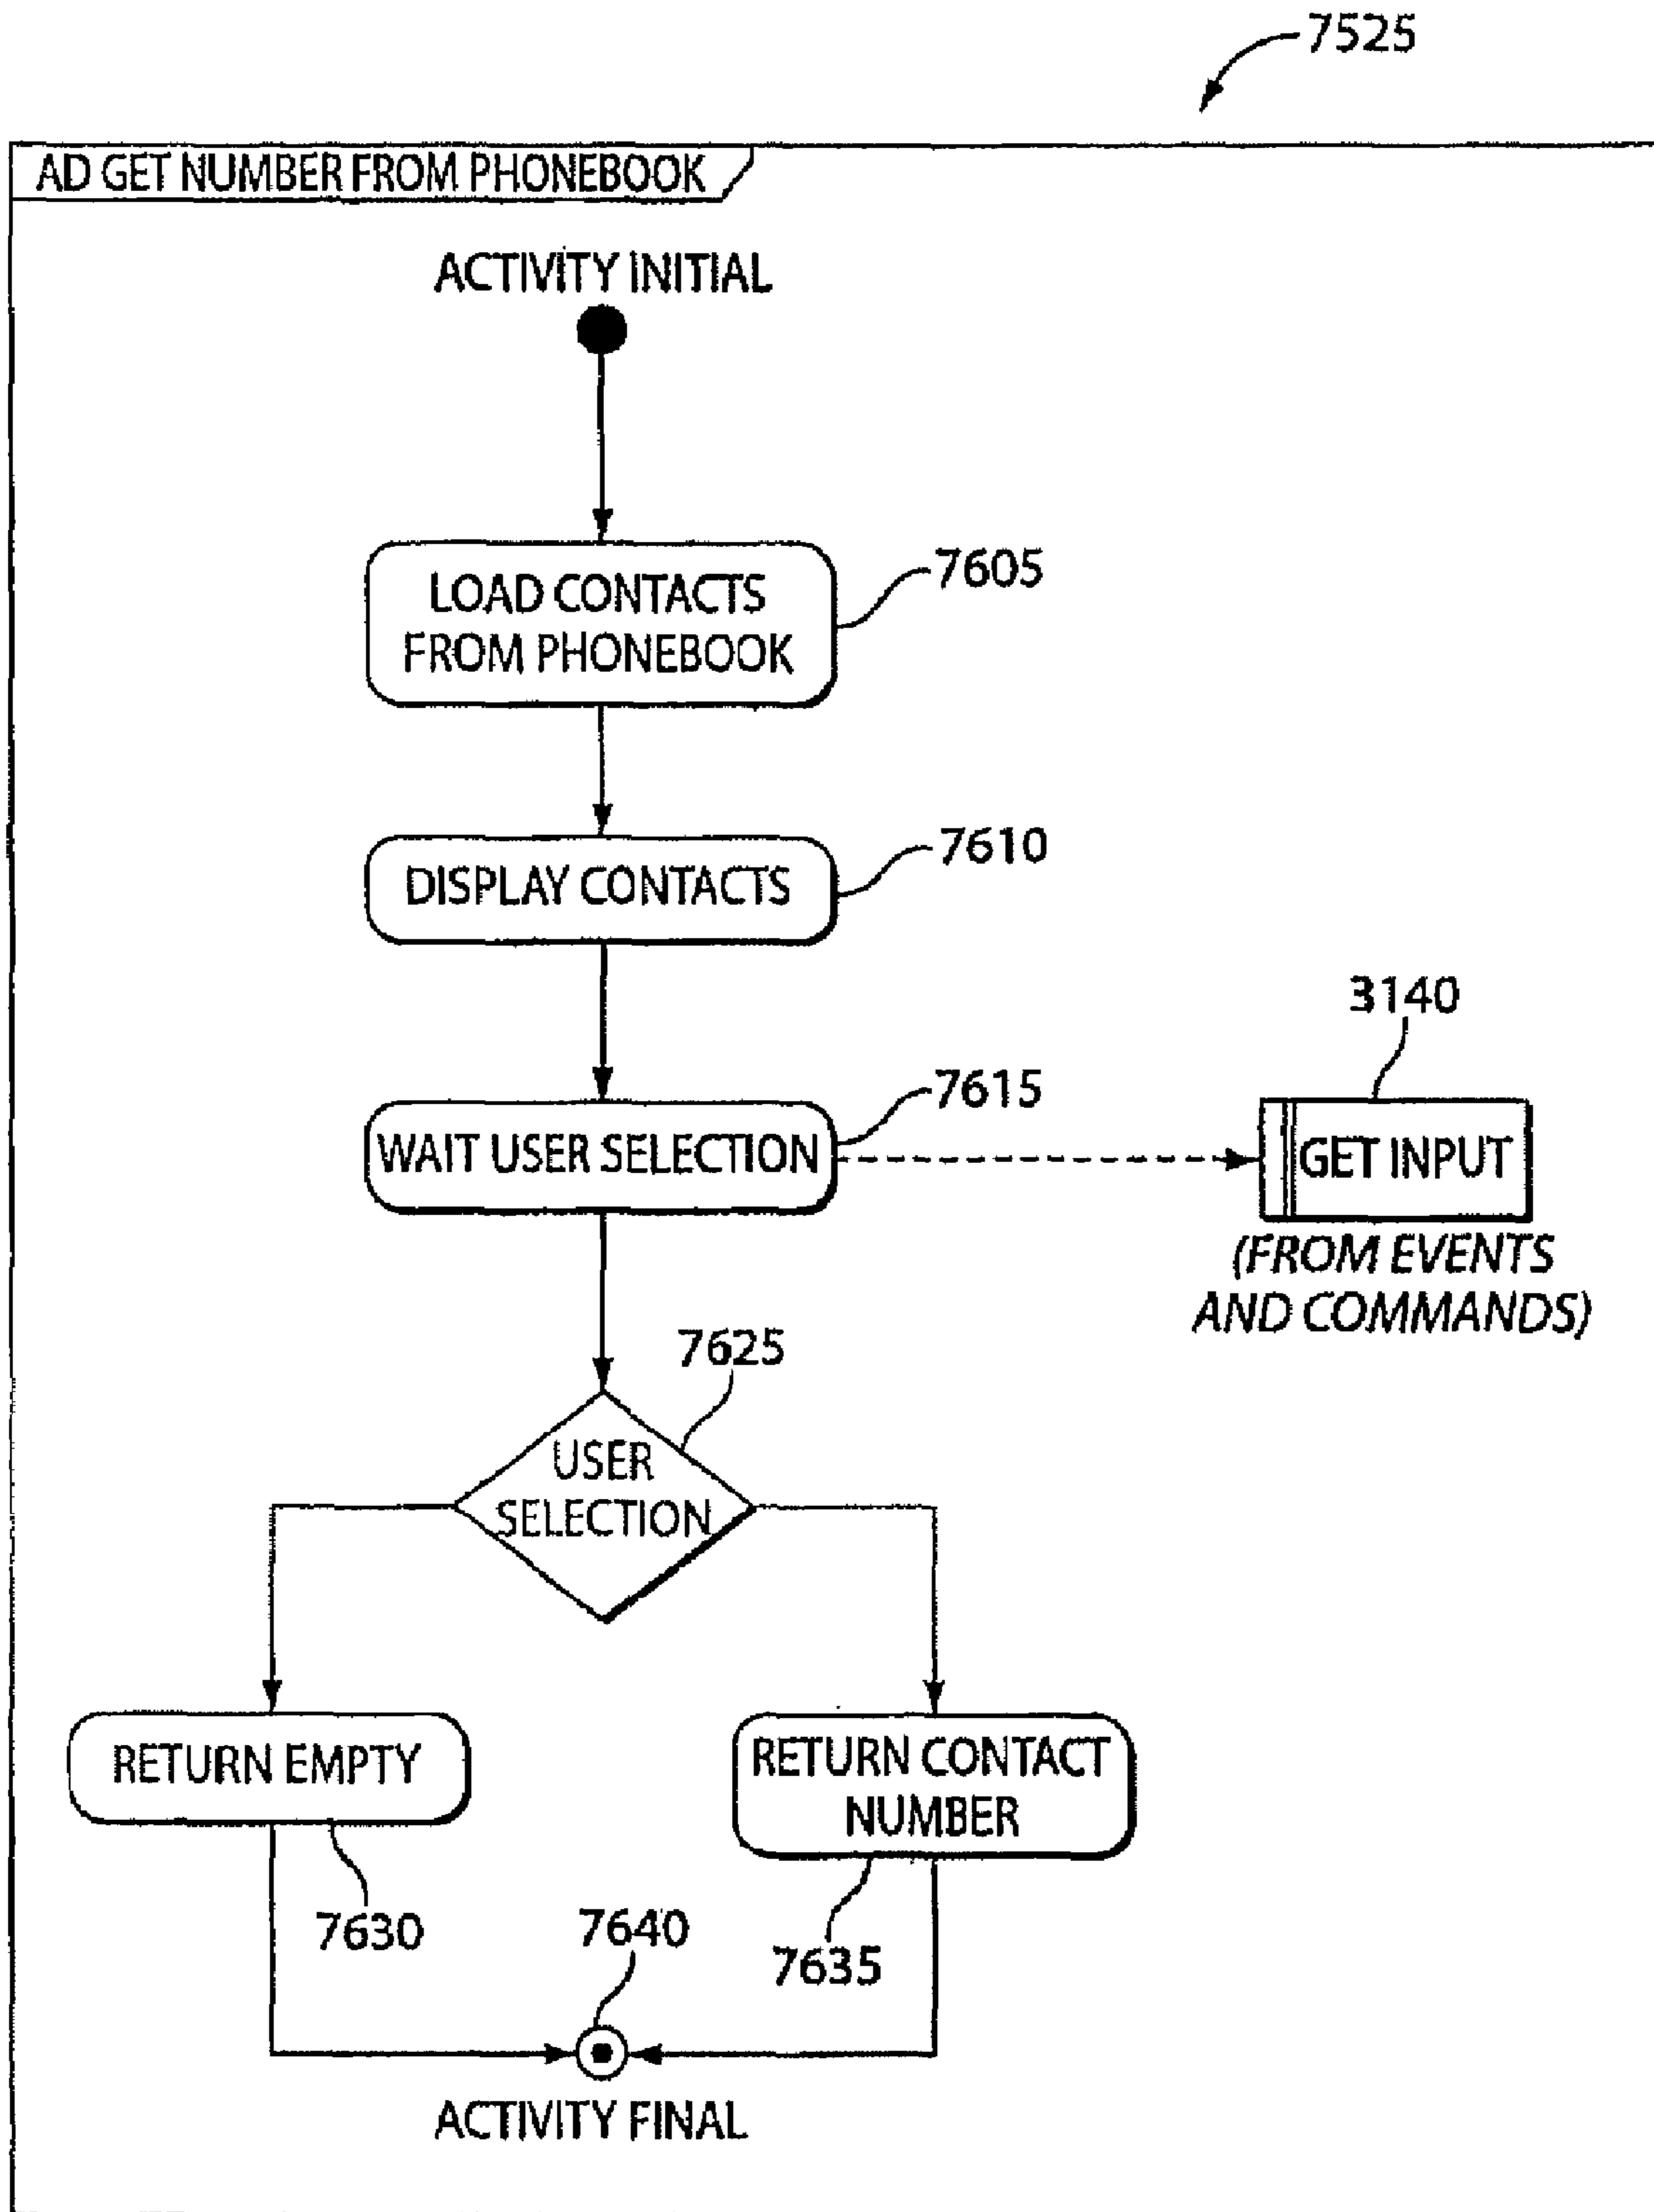 7525
AD GET NUMBER FROM PHONEBOOK
ACTIVITY INITIAL
LOAD CONTACTS
FROM PHONEBOOK
7605
DISPLAY CONTACTS
7610
WAIT USER SELECTION
7615
3140
GET INPUT
(FROM EVENTS
AND COMMANDS)
7625
USER
SELECTION
RETURN EMPTY
7630
RETURN CONTACT
NUMBER
7635
7640
ACTIVITY FINAL